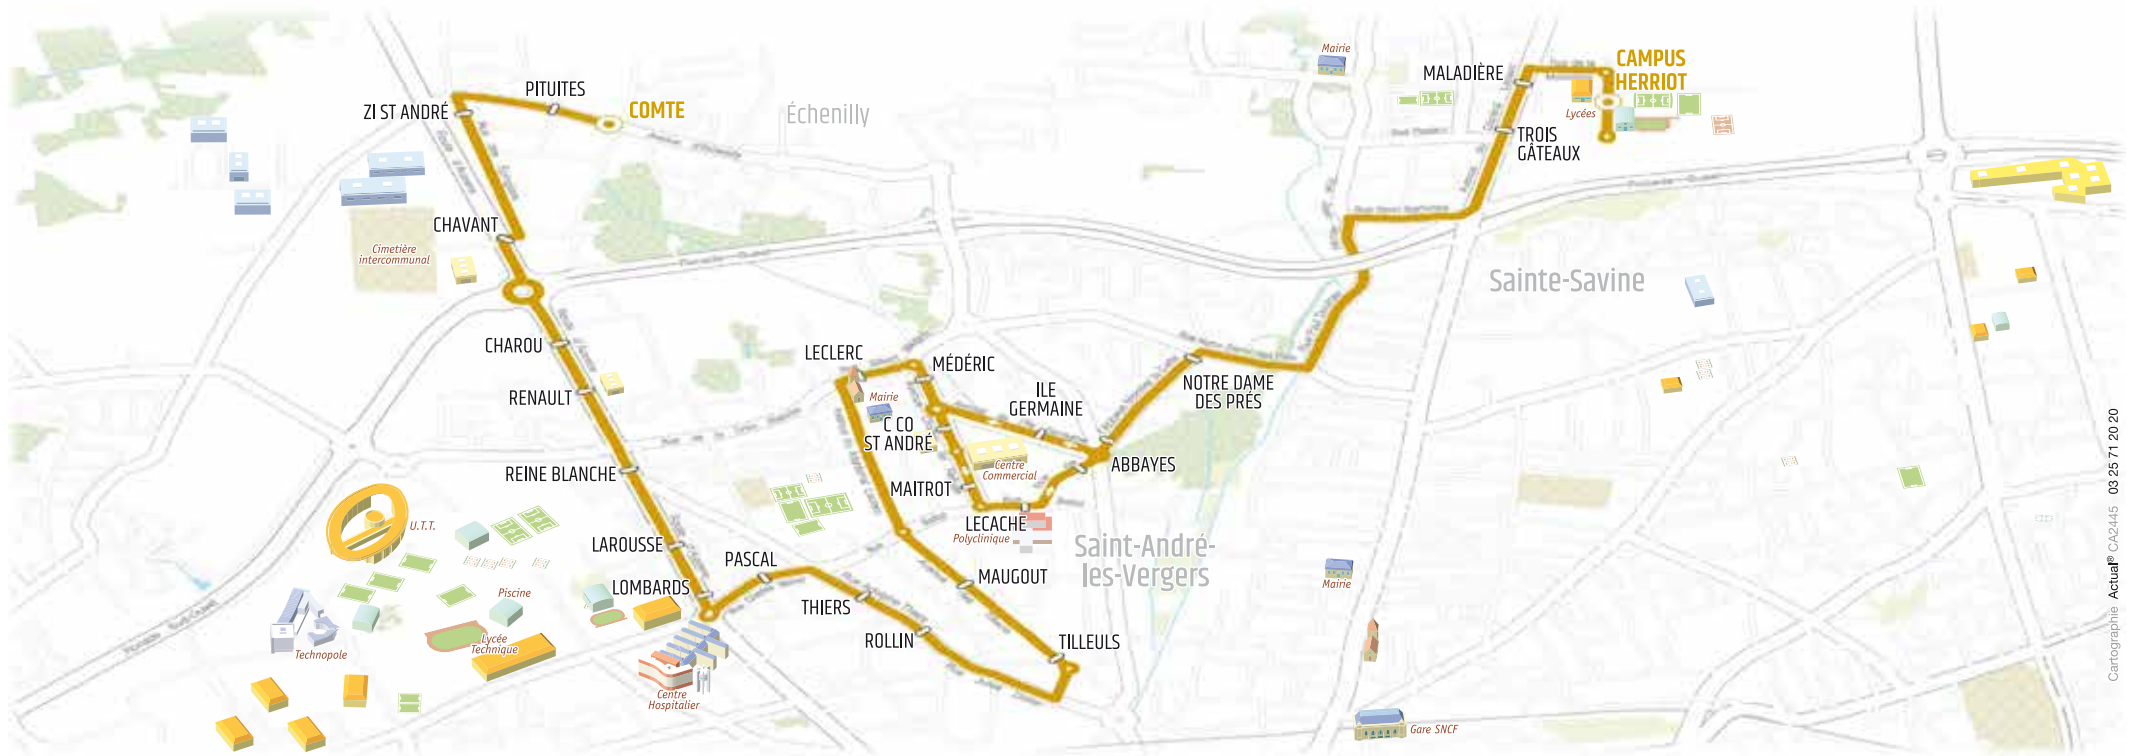 Mairie
CAMPUS
HERRIOT
MALADIÈRE
PITUITES
ZI ST ANDRÉ
COMTE
Échenilly
Lycées
TROIS
GÂTEAUX
CHAVANT
Cimetière
intercommunal
Sainte-Savine
CHAROU
LECLERC
MÉDÉRIC
RENAULT
Mairie
ILE
GERMAINE
NOTRE DAME
DES PRÉS
C CO
ST ANDRÉ
REINE BLANCHE
Centre
Commercial
ABBAYES
MAITROT
LECACHE
Polyclinique
U.T.T.
LAROUSSE
PASCAL
Saint-André-
les-Vergers
MAUGOUT
Mairie
LOMBARDS
Piscine
THIERS
ROLLIN
TILLEULS
Lycée
Technique
Technopole
Centre
Hospitalier
Gare SNCF
Cartographie Actual® CA2445 03 25 71 20 20